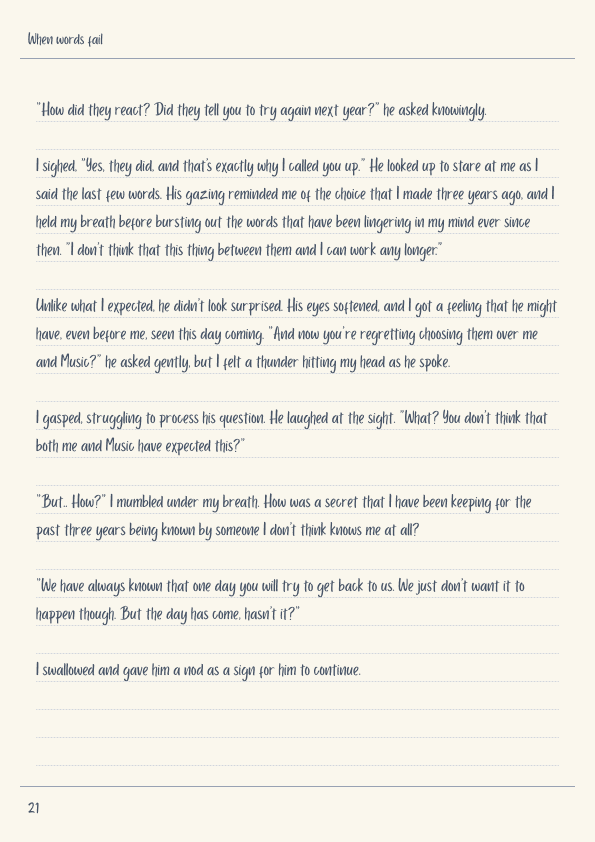 When words fail
"How did they react? Did they tell you to try again next year?" he asked knowingly.
I sighed, "Yes, they did, and that's exactly why I called you up." He looked up to stare at me as I
said the last few words. His gazing reminded me of the choice that I made three years ago, and I
held my breath before bursting out the words that have been lingering in my mind ever since
then. "I don't think that this thing between them and I can work any longer."
Unlike what I expected, he didn't look surprised. His eyes softened, and I got a feeling that he might
have, even before me, seen this day coming. "And now you're regretting choosing them over me
and Music?" he asked gently, but I felt a thunder hitting my head as he spoke.
I gasped, struggling to process his question. He laughed at the sight. "What? You don't think that
both me and Music have expected this?"
"But.. How?" I mumbled under my breath. How was a secret that I have been keeping for the
past three years being known by someone I don't think knows me at all?
"We have always known that one day you will try to get back to us. We just don't want it to
happen though. But the day has come, hasn't it?"
I swallowed and gave him a nod as a sign for him to continue.
21